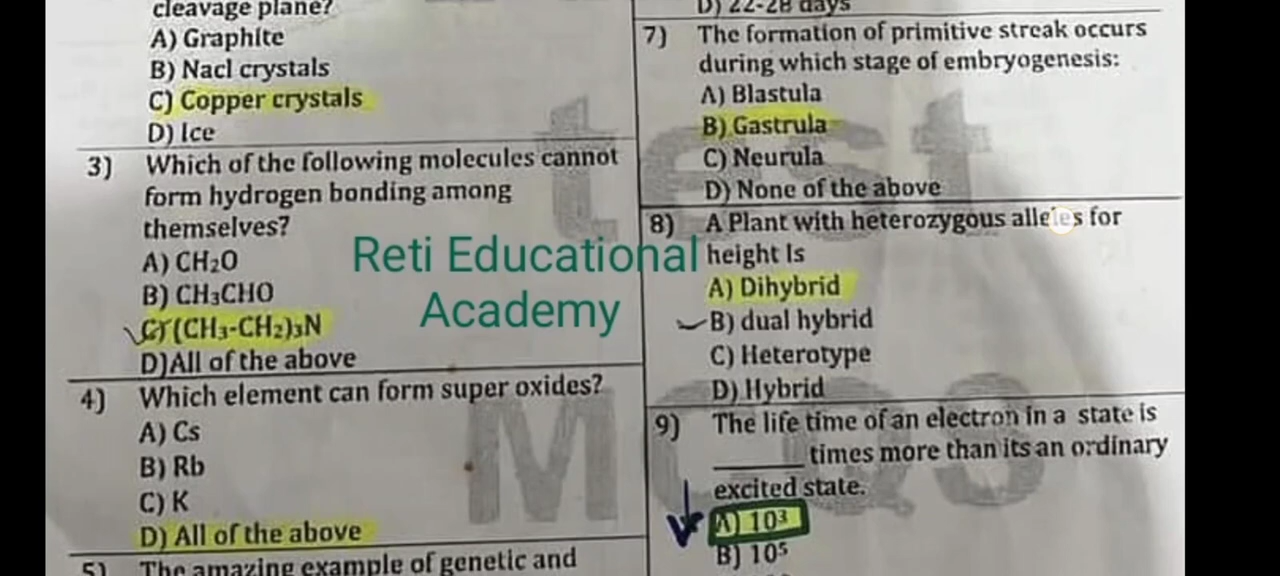 cleavage plane?
A) Graphite
B) Nacl crystals
C) Copper crystals
D) Ice
3) Which of the following molecules cannot
form hydrogen bonding among
themselves?
A) CH₂O
B) CH₃CHO
C) (CH₃-CH₂)₃N
D)All of the above
4) Which element can form super oxides?
A) Cs
B) Rb
C) K
D) All of the above
5) The amazing example of genetic and
D) 22-28 days
7) The formation of primitive streak occurs
during which stage of embryogenesis:
A) Blastula
B) Gastrula
C) Neurula
D) None of the above
8) A Plant with heterozygous alleles for
height Is
A) Dihybrid
B) dual hybrid
C) Heterotype
D) Hybrid
9) The life time of an electron in a state is
______ times more than its an ordinary
excited state.
A) 10³
B) 10⁵
Reti Educational
Academy
test
MCQS